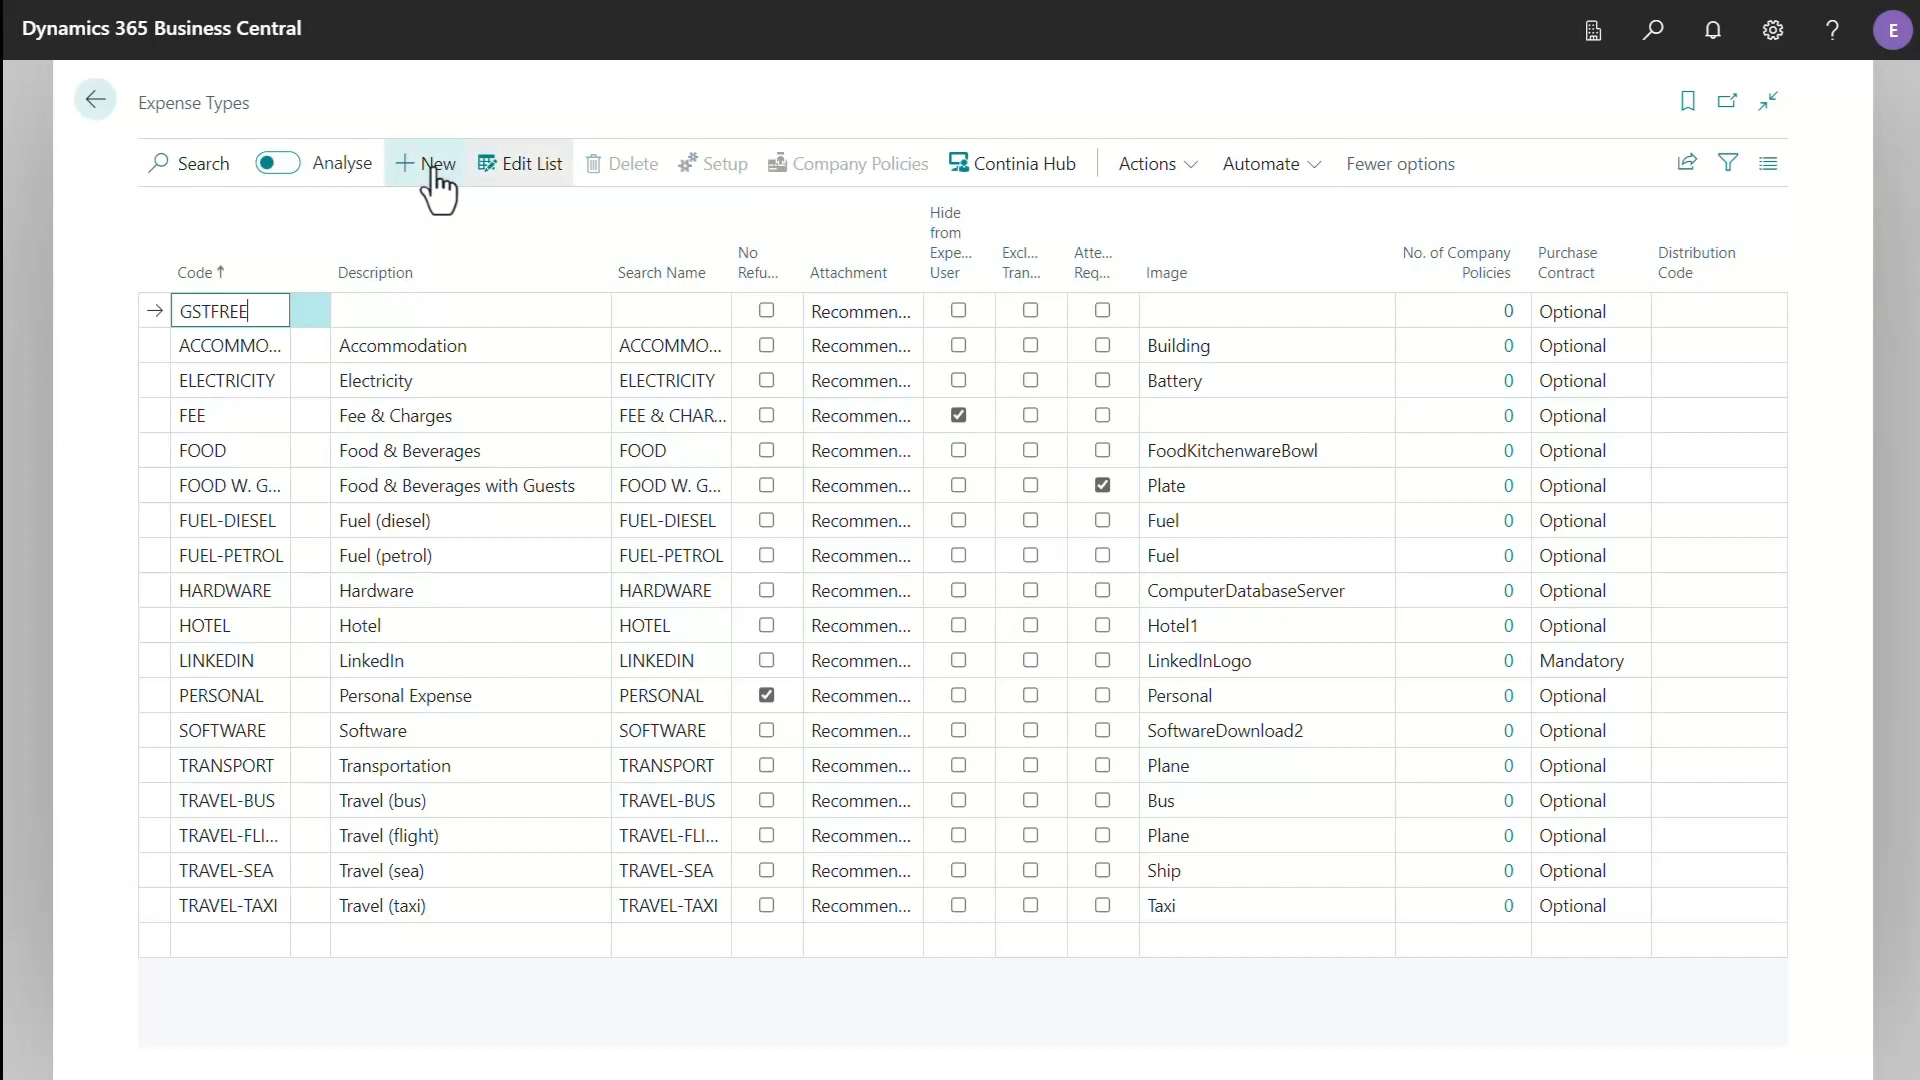 Dynamics 365 Business Central
E
Expense Types
Search Analyse New Edit List Delete Setup Company Policies Continia Hub Actions Automate Fewer options
Code ↑ Description Search Name No Refu... Attachment Hide from Expe... User Excl... Tran... Atte... Req... Image No. of Company Policies Purchase Contract Distribution Code
GSTFREE Recommen... 0 Optional
ACCOMMO... Accommodation ACCOMMO... Recommen... Building 0 Optional
ELECTRICITY Electricity ELECTRICITY Recommen... Battery 0 Optional
FEE Fee & Charges FEE & CHAR... Recommen... 0 Optional
FOOD Food & Beverages FOOD Recommen... FoodKitchenwareBowl 0 Optional
FOOD W. G... Food & Beverages with Guests FOOD W. G... Recommen... Plate 0 Optional
FUEL-DIESEL Fuel (diesel) FUEL-DIESEL Recommen... Fuel 0 Optional
FUEL-PETROL Fuel (petrol) FUEL-PETROL Recommen... Fuel 0 Optional
HARDWARE Hardware HARDWARE Recommen... ComputerDatabaseServer 0 Optional
HOTEL Hotel HOTEL Recommen... Hotel1 0 Optional
LINKEDIN LinkedIn LINKEDIN Recommen... LinkedInLogo 0 Mandatory
PERSONAL Personal Expense PERSONAL Recommen... Personal 0 Optional
SOFTWARE Software SOFTWARE Recommen... SoftwareDownload2 0 Optional
TRANSPORT Transportation TRANSPORT Recommen... Plane 0 Optional
TRAVEL-BUS Travel (bus) TRAVEL-BUS Recommen... Bus 0 Optional
TRAVEL-FLI... Travel (flight) TRAVEL-FLI... Recommen... Plane 0 Optional
TRAVEL-SEA Travel (sea) TRAVEL-SEA Recommen... Ship 0 Optional
TRAVEL-TAXI Travel (taxi) TRAVEL-TAXI Recommen... Taxi 0 Optional